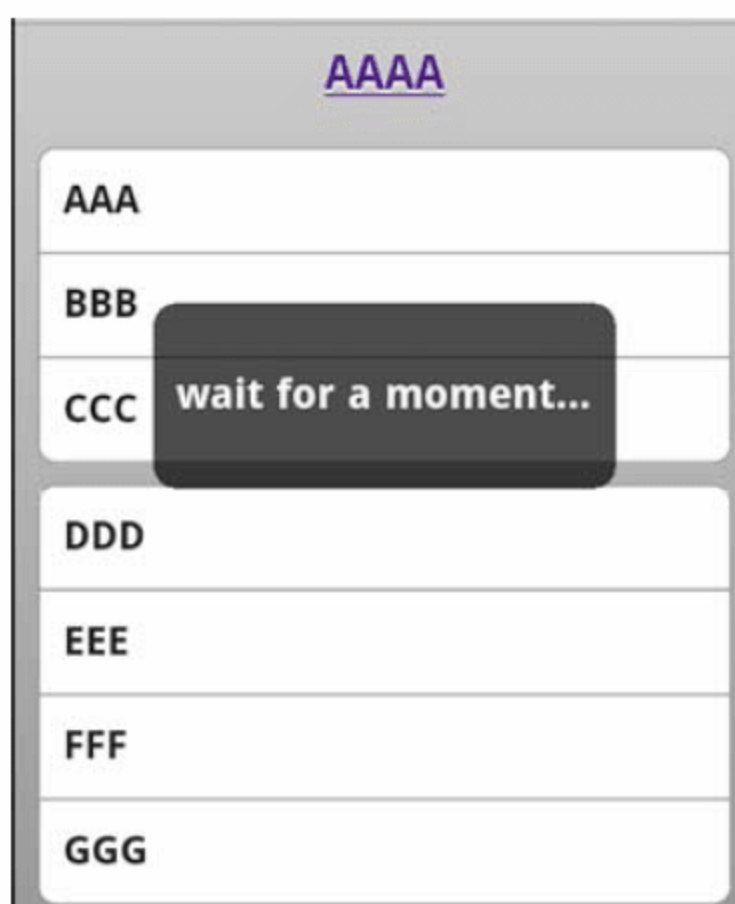 AAAA
AAA
BBB
wait for a moment...
CCC
DDD
EEE
FFF
GGG